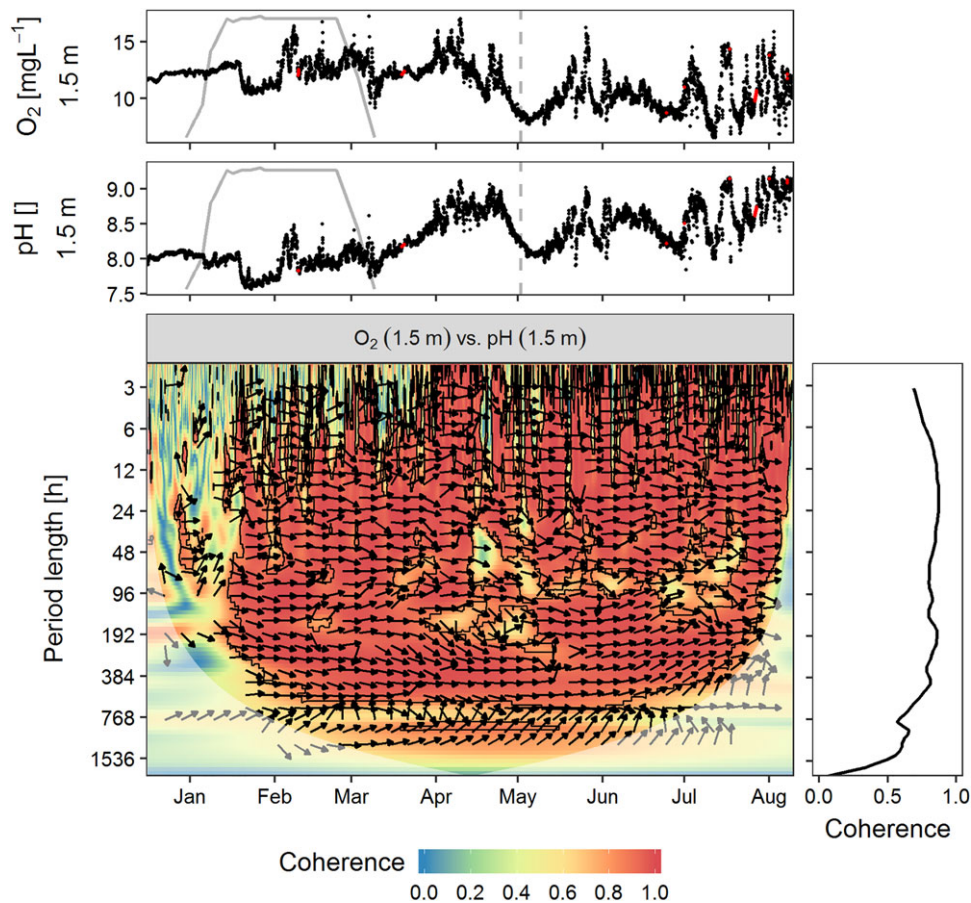 O₂ [mgL⁻¹]
1.5 m
15
10
pH []
1.5 m
9.0
8.5
8.0
7.5
O₂ (1.5 m) vs. pH (1.5 m)
Period length [h]
3
6
12
24
48
96
192
384
768
1536
Jan Feb Mar Apr May Jun Jul Aug
0.0 0.5 1.0
Coherence
Coherence
0.0 0.2 0.4 0.6 0.8 1.0